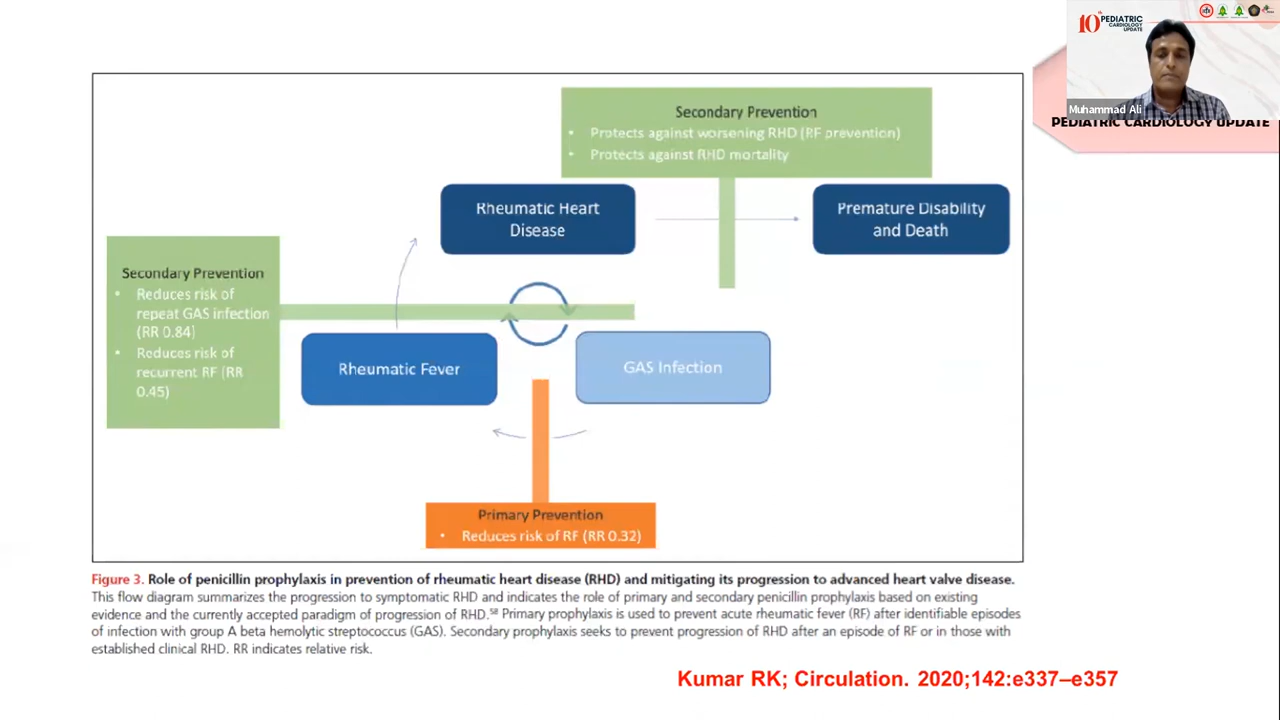 10th PEDIATRIC
CARDIOLOGY
UPDATE
Muhammad Ali
PEDIATRIC CARDIOLOGY UPDATE
Secondary Prevention
• Protects against worsening RHD (RF prevention)
• Protects against RHD mortality
Rheumatic Heart
Disease
Premature Disability
and Death
Secondary Prevention
• Reduces risk of
repeat GAS infection
(RR 0.84)
• Reduces risk of
recurrent RF (RR
0.45)
Rheumatic Fever
GAS Infection
Primary Prevention
• Reduces risk of RF (RR 0.32)
Figure 3. Role of penicillin prophylaxis in prevention of rheumatic heart disease (RHD) and mitigating its progression to advanced heart valve disease.
This flow diagram summarizes the progression to symptomatic RHD and indicates the role of primary and secondary penicillin prophylaxis based on existing
evidence and the currently accepted paradigm of progression of RHD.⁵⁸ Primary prophylaxis is used to prevent acute rheumatic fever (RF) after identifiable episodes
of infection with group A beta hemolytic streptococcus (GAS). Secondary prophylaxis seeks to prevent progression of RHD after an episode of RF or in those with
established clinical RHD. RR indicates relative risk.
Kumar RK; Circulation. 2020;142:e337–e357